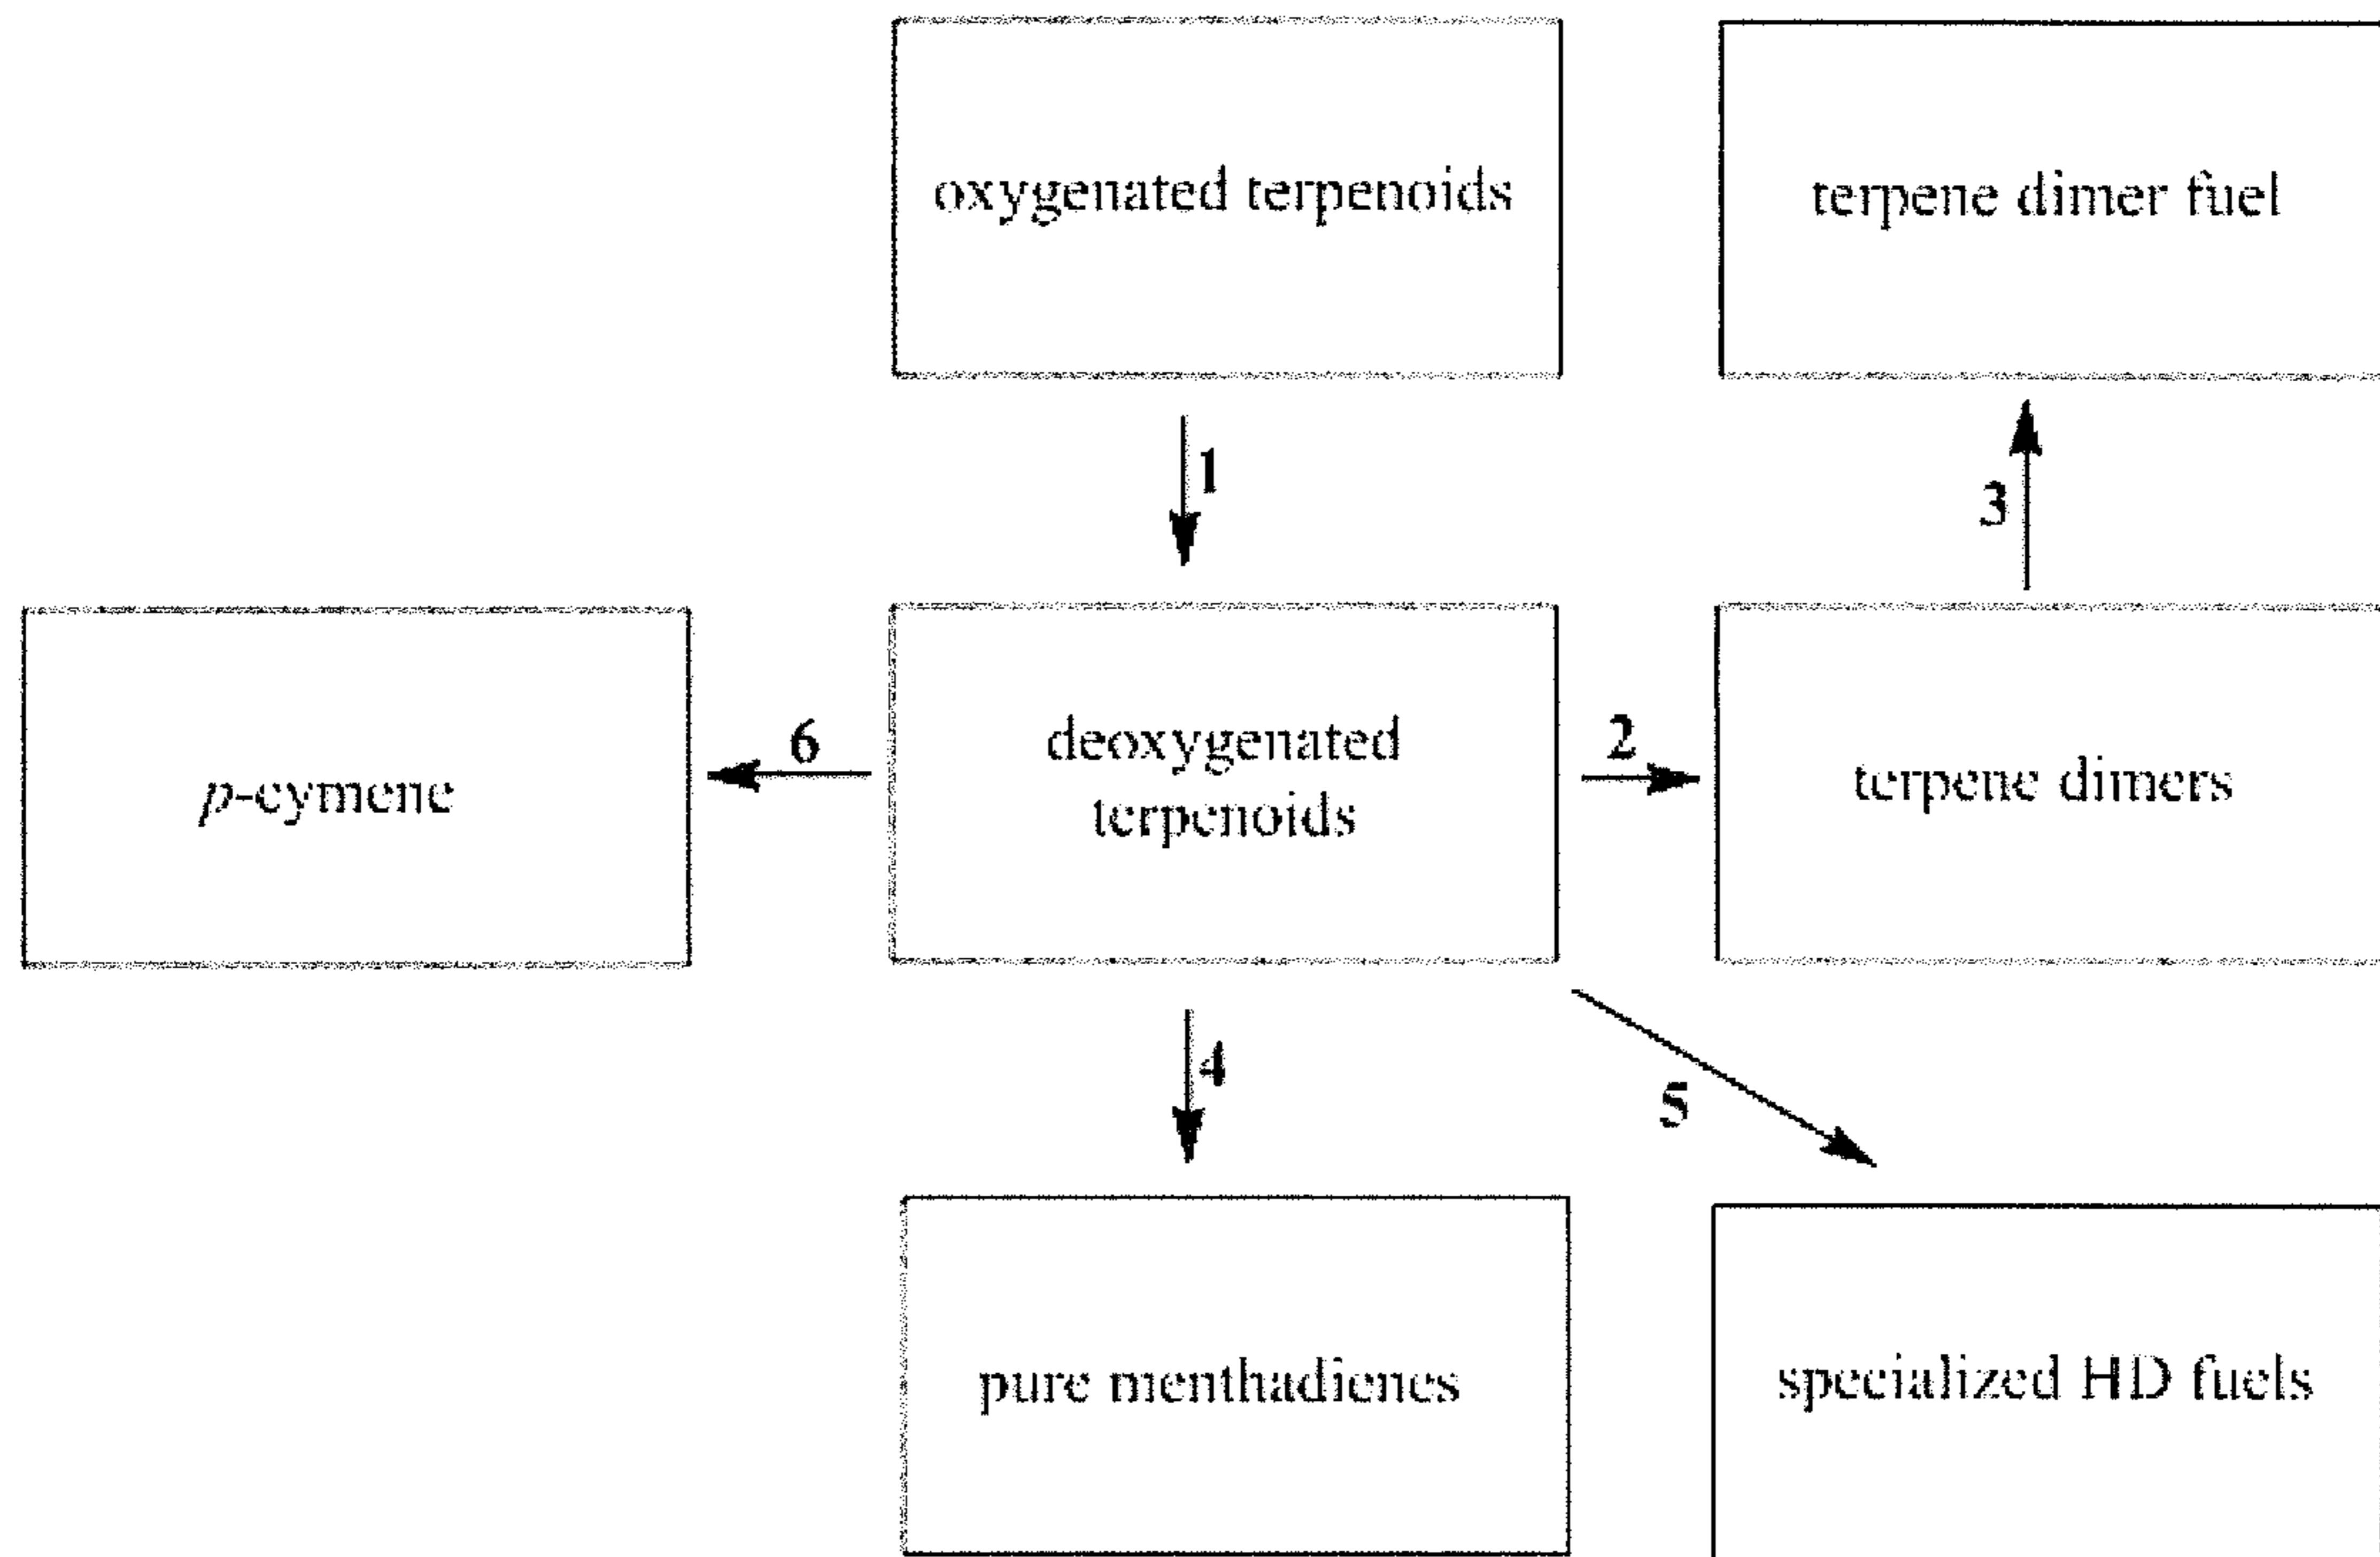 oxygenated terpenoids
terpene dimer fuel
1
3
p-cymene
6
deoxygenated
terpenoids
2
terpene dimers
4
5
pure menthadienes
specialized HD fuels